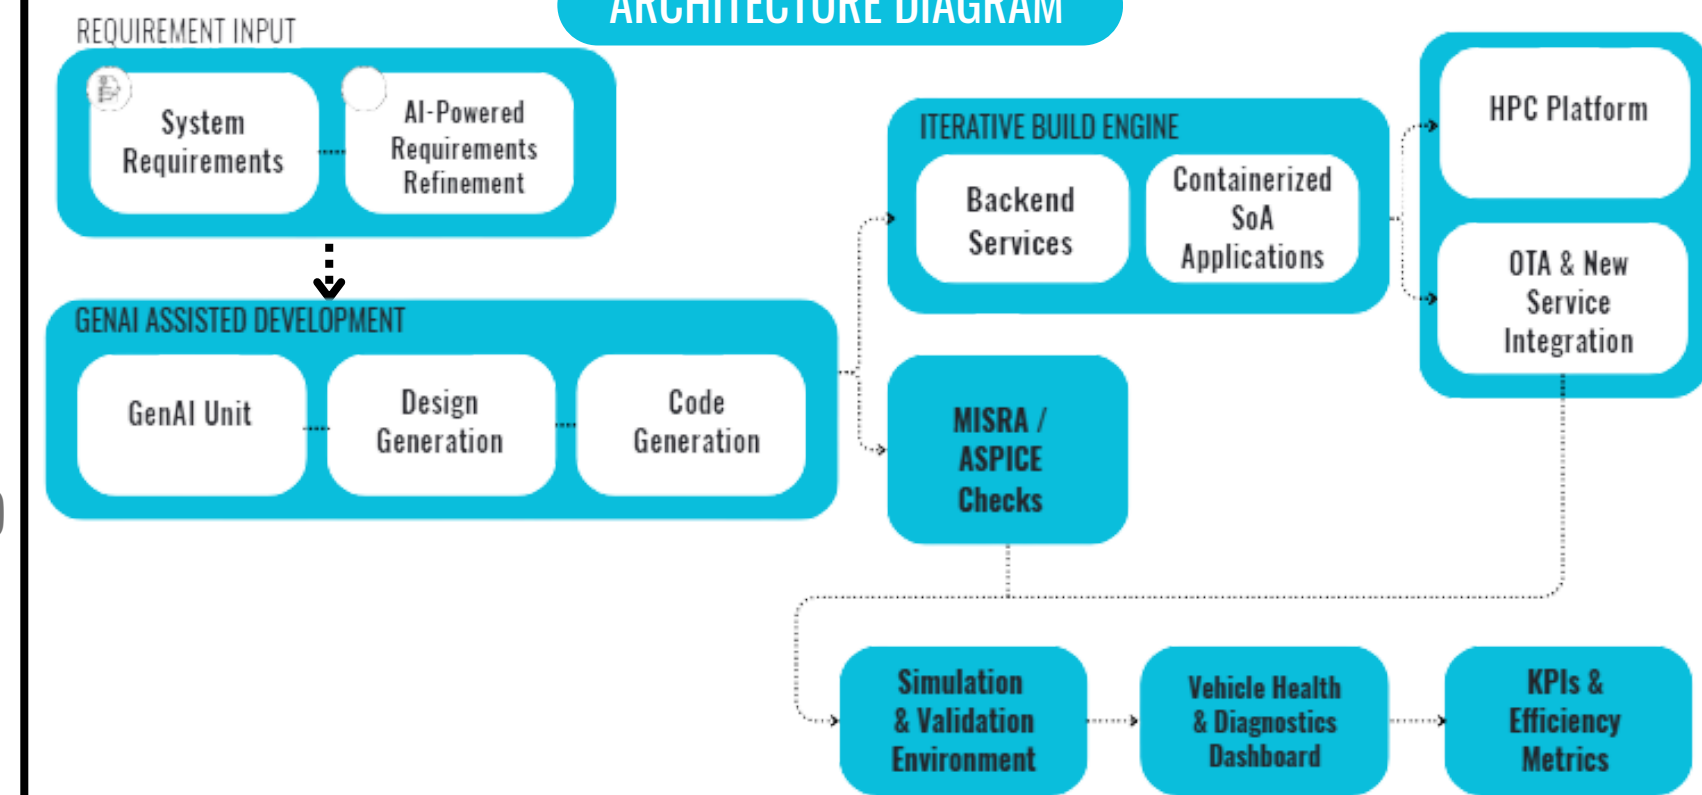 ARCHITECTURE DIAGRAM
REQUIREMENT INPUT
System
Requirements
AI-Powered
Requirements
Refinement
GENAI ASSISTED DEVELOPMENT
GenAI Unit
Design
Generation
Code
Generation
ITERATIVE BUILD ENGINE
Backend
Services
Containerized
SoA
Applications
HPC Platform
OTA & New
Service
Integration
MISRA /
ASPICE
Checks
Simulation
& Validation
Environment
Vehicle Health
& Diagnostics
Dashboard
KPIs &
Efficiency
Metrics